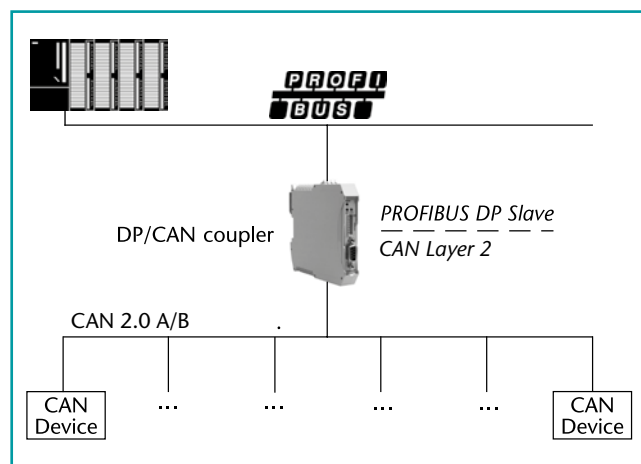 PROFI
BUS
DP/CAN coupler
PROFIBUS DP Slave
CAN Layer 2
CAN 2.0 A/B
.
CAN
Device
...
...
...
...
CAN
Device